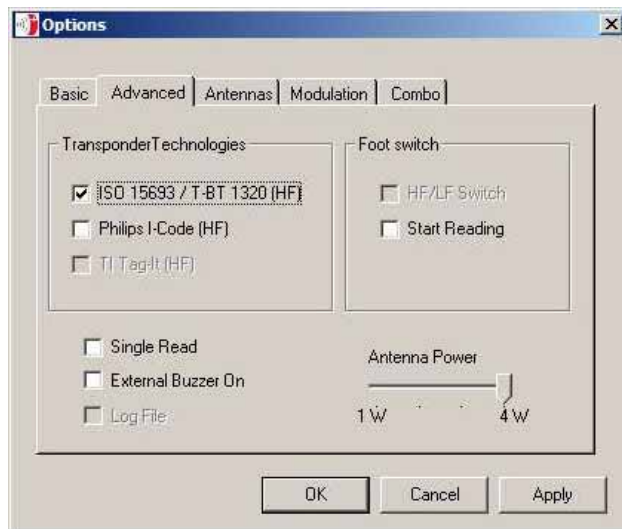 Options
Basic Advanced Antennas Modulation Combo
TransponderTechnologies Foot switch
ISO 15693 / T-BT 1320 (HF) HF/LF Switch
Philips I-Code (HF) Start Reading
TI Tag-It (HF)
Single Read
Antenna Power
External Buzzer On
Log File 1 W 4 W
OK Cancel Apply